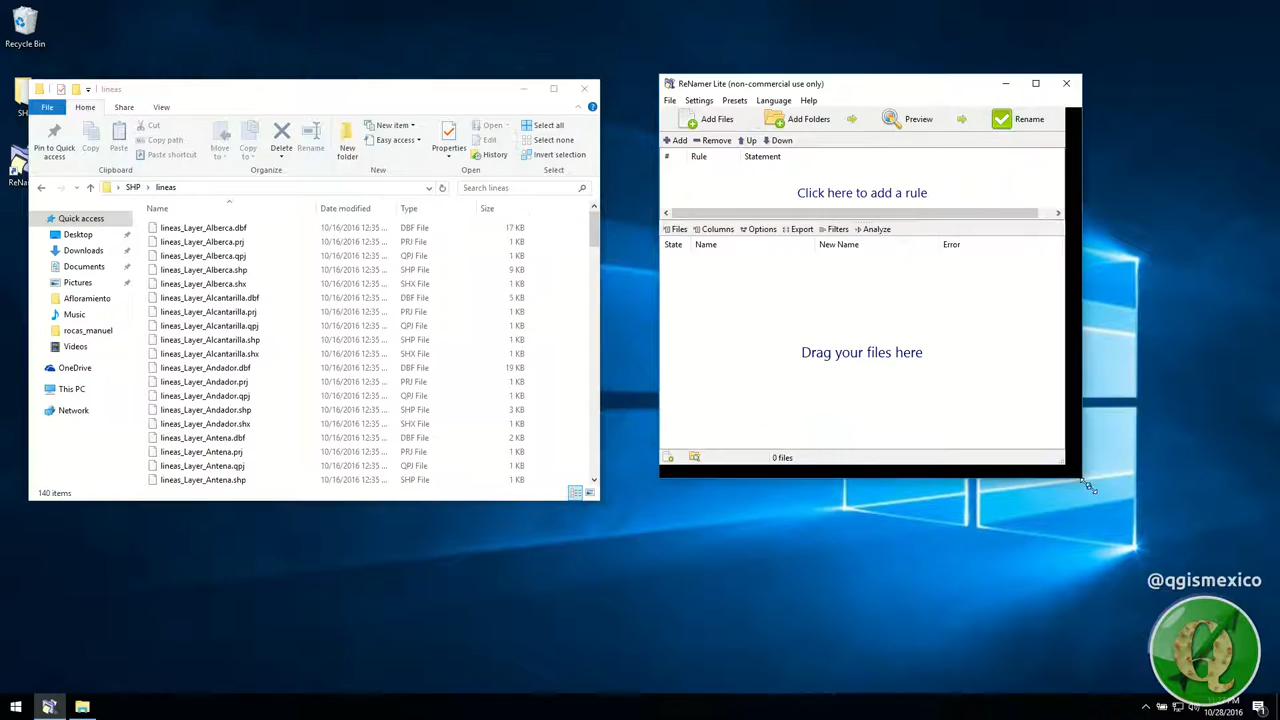 Recycle Bin
SH
ReNa
lineas
File Home Share View
Pin to Quick access
Copy
Paste
Cut
Copy path
Paste shortcut
Clipboard
Move to
Copy to
Delete
Rename
Organize
New folder
New item
Easy access
New
Properties
Open
Edit
History
Open
Select all
Select none
Invert selection
Select
SHP > lineas
Search lineas
Quick access
Desktop
Downloads
Documents
Pictures
Afloramiento
Music
rocas_manuel
Videos
OneDrive
This PC
Network
Name Date modified Type Size
lineas_Layer_Alberca.dbf 10/16/2016 12:35 ... DBF File 17 KB
lineas_Layer_Alberca.prj 10/16/2016 12:35 ... PRJ File 1 KB
lineas_Layer_Alberca.qpj 10/16/2016 12:35 ... QPJ File 1 KB
lineas_Layer_Alberca.shp 10/16/2016 12:35 ... SHP File 9 KB
lineas_Layer_Alberca.shx 10/16/2016 12:35 ... SHX File 1 KB
lineas_Layer_Alcantarilla.dbf 10/16/2016 12:35 ... DBF File 5 KB
lineas_Layer_Alcantarilla.prj 10/16/2016 12:35 ... PRJ File 1 KB
lineas_Layer_Alcantarilla.qpj 10/16/2016 12:35 ... QPJ File 1 KB
lineas_Layer_Alcantarilla.shp 10/16/2016 12:35 ... SHP File 1 KB
lineas_Layer_Alcantarilla.shx 10/16/2016 12:35 ... SHX File 1 KB
lineas_Layer_Andador.dbf 10/16/2016 12:35 ... DBF File 19 KB
lineas_Layer_Andador.prj 10/16/2016 12:35 ... PRJ File 1 KB
lineas_Layer_Andador.qpj 10/16/2016 12:35 ... QPJ File 1 KB
lineas_Layer_Andador.shp 10/16/2016 12:35 ... SHP File 3 KB
lineas_Layer_Andador.shx 10/16/2016 12:35 ... SHX File 1 KB
lineas_Layer_Antena.dbf 10/16/2016 12:35 ... DBF File 2 KB
lineas_Layer_Antena.prj 10/16/2016 12:35 ... PRJ File 1 KB
lineas_Layer_Antena.qpj 10/16/2016 12:35 ... QPJ File 1 KB
lineas_Layer_Antena.shp 10/16/2016 12:35 ... SHP File 1 KB
140 items
ReNamer Lite (non-commercial use only)
File Settings Presets Language Help
Add Files Add Folders Preview Rename
Add Remove Up Down
# Rule Statement
Click here to add a rule
Files Columns Options Export Filters Analyze
State Name New Name Error
Drag your files here
0 files
@qgismexico
Q
10/28/2016
1